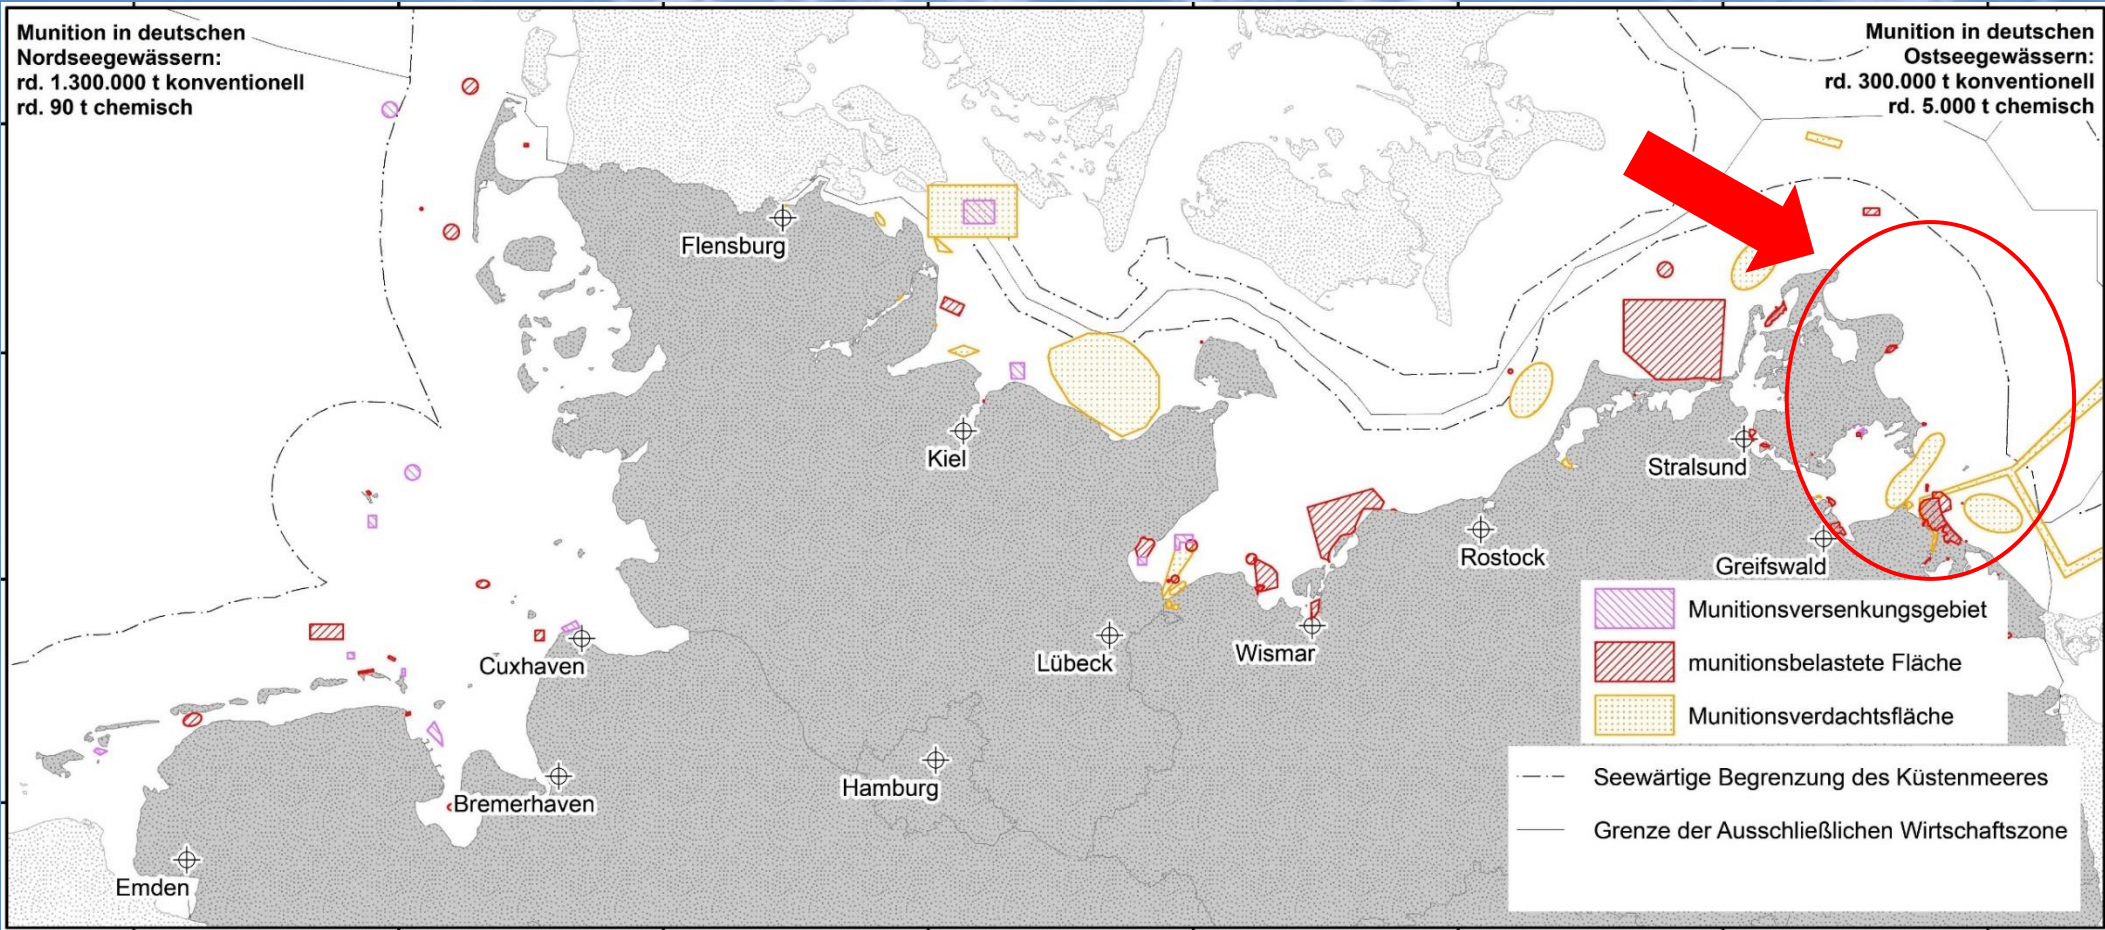 Munition in deutschen
Nordseegewässern:
rd. 1.300.000 t konventionell
rd. 90 t chemisch
Munition in deutschen
Ostseegewässern:
rd. 300.000 t konventionell
rd. 5.000 t chemisch
Flensburg
Kiel
Stralsund
Rostock
Greifswald
Cuxhaven
Lübeck
Wismar
Hamburg
Bremerhaven
Emden
Munitionsversenkungsgebiet
munitionsbelastete Fläche
Munitionsverdachtsfläche
Seewärtige Begrenzung des Küstenmeeres
Grenze der Ausschließlichen Wirtschaftszone